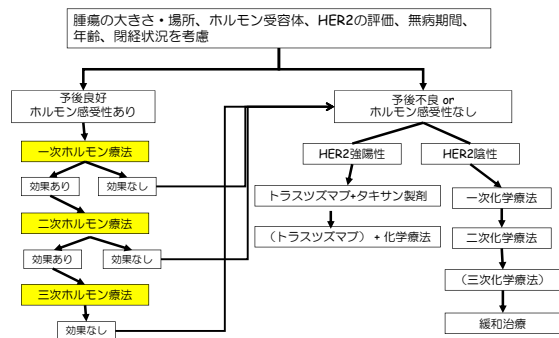 腫瘍の大きさ・場所、ホルモン受容体、HER2の評価、無病期間、
年齢、閉経状況を考慮
予後良好
ホルモン感受性あり
予後不良 or
ホルモン感受性なし
一次ホルモン療法
HER2強陽性
HER2陰性
効果あり
効果なし
トラスツズマブ+タキサン製剤
一次化学療法
二次ホルモン療法
（トラスツズマブ）+ 化学療法
二次化学療法
効果あり
効果なし
（三次化学療法）
三次ホルモン療法
効果なし
緩和治療